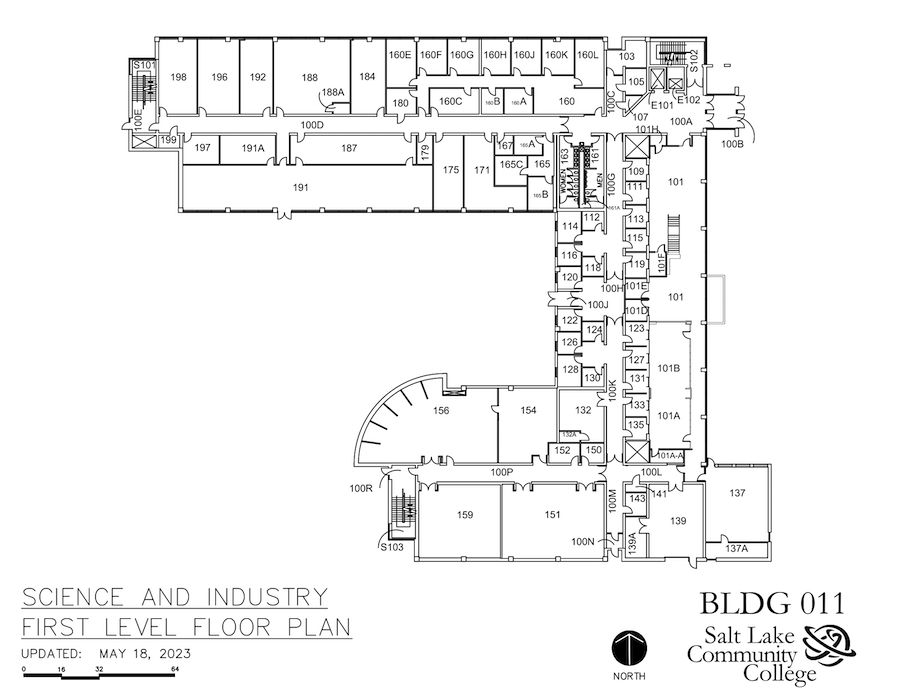 S101
198
196
192
188
188A
184
160E
160F
160G
160H
160J
160K
160L
103
S102
105
100C
180
160C
160B
160A
160
107
E101
E102
100A
100B
100E
199
100D
101H
197
191A
187
179
175
171
167
165A
165C
165
165B
191
163
WOMEN
161
MEN
161A
100G
109
111
113
115
119
101
101F
114
112
116
118
120
100H
101E
100J
101D
101
122
124
123
126
127
128
130
131
101B
100K
133
101A
135
156
154
132
132A
152
150
101A-A
100P
100L
100R
100M
141
143
137
159
151
139
139A
100N
137A
S103
SCIENCE AND INDUSTRY
FIRST LEVEL FLOOR PLAN
UPDATED: MAY 18, 2023
0 16 32 64
NORTH
BLDG 011
Salt Lake
Community
College